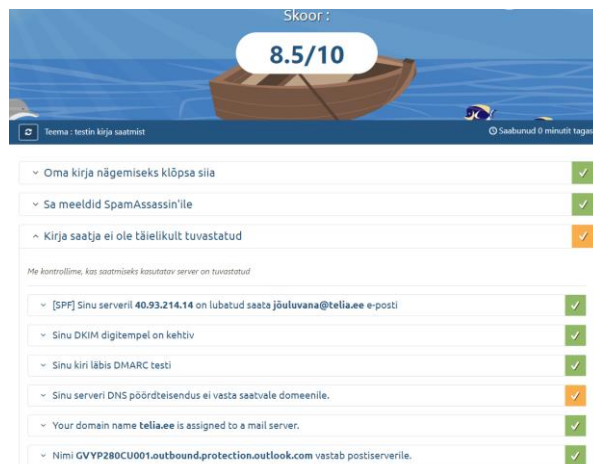 Skoor :
8.5/10
Teema : testin kirja saatmist
Saabunud 0 minutit tagas
Oma kirja nägemiseks klõpsa siia
Sa meeldid SpamAssassin'ile
Kirja saatja ei ole täielikult tuvastatud
Me kontrollime, kas saatmiseks kasutatav server on tuvastatud
[SPF] Sinu serveril 40.93.214.14 on lubatud saata jõuluvana@telia.ee e-posti
Sinu DKIM digitempel on kehtiv
Sinu kiri läbis DMARC testi
Sinu serveri DNS pöördteisendus ei vasta saatvale domeenile.
Your domain name telia.ee is assigned to a mail server.
Nimi GVYP280CU001.outbound.protection.outlook.com vastab postiserverile.